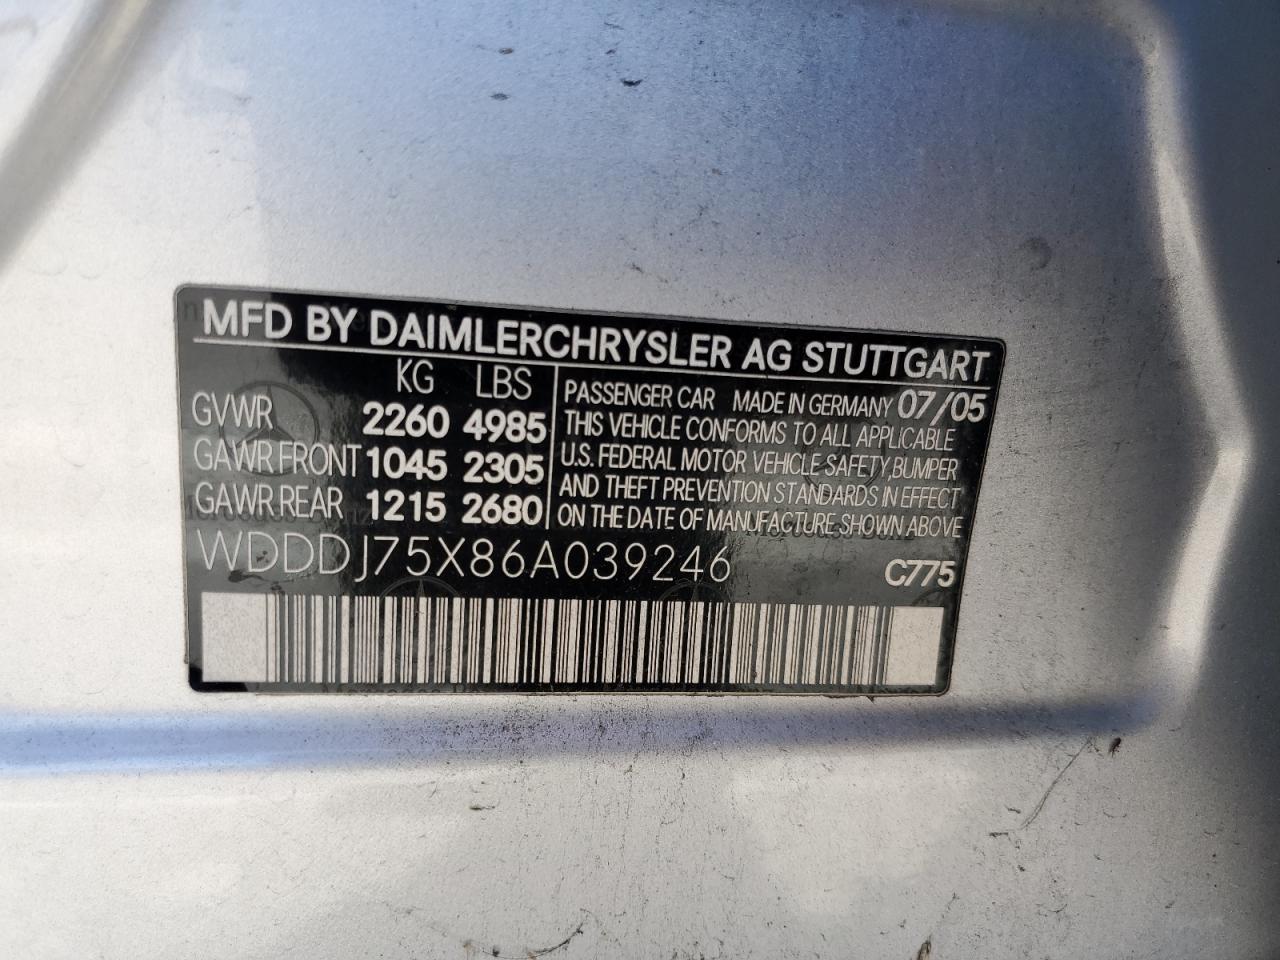 MFD BY DAIMLERCHRYSLER AG STUTTGART
KG LBS
GVWR 2260 4985
GAWR FRONT 1045 2305
GAWR REAR 1215 2680
PASSENGER CAR MADE IN GERMANY 07/05
THIS VEHICLE CONFORMS TO ALL APPLICABLE
U.S. FEDERAL MOTOR VEHICLE SAFETY, BUMPER
AND THEFT PREVENTION STANDARDS IN EFFECT
ON THE DATE OF MANUFACTURE SHOWN ABOVE
WDDDJ75X86A039246
C775